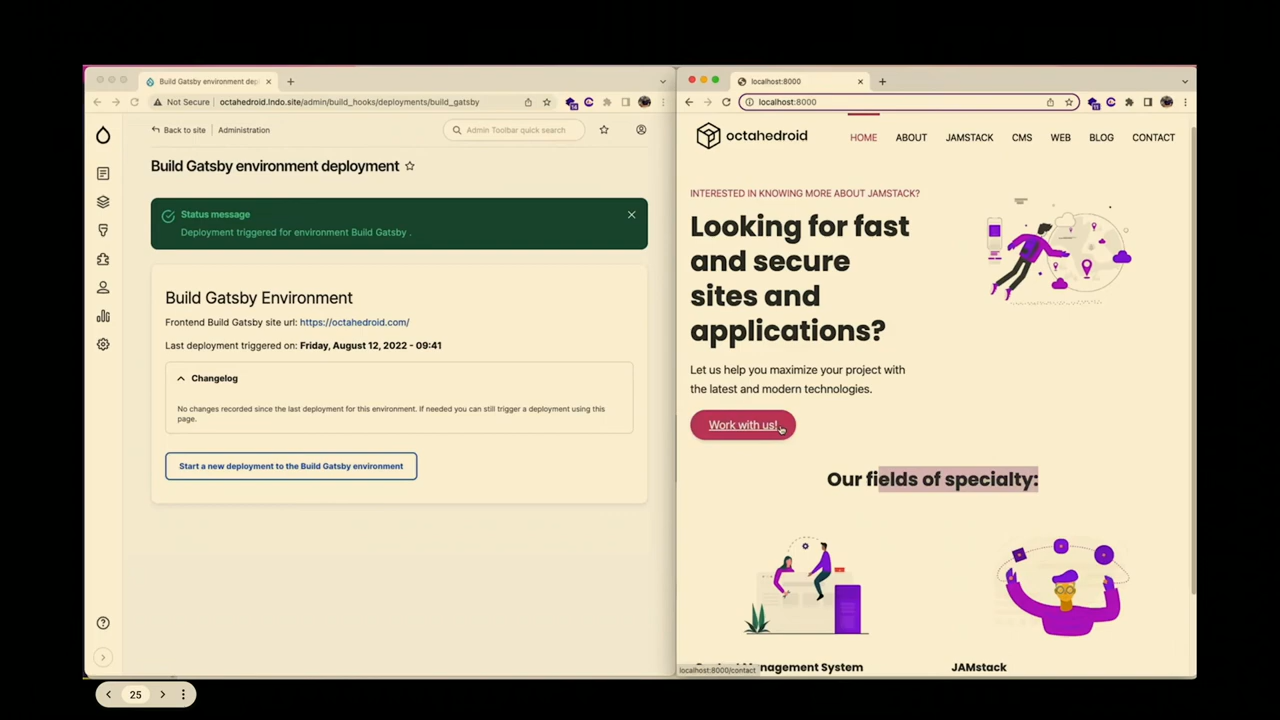 Build Gatsby environment dep
Not Secure
octahedroid.lndo.site/admin/build_hooks/deployments/build_gatsby
Back to site
Administration
Admin Toolbar quick search
Build Gatsby environment deployment
Status message
Deployment triggered for environment Build Gatsby .
Build Gatsby Environment
Frontend Build Gatsby site url: https://octahedroid.com/
Last deployment triggered on: Friday, August 12, 2022 - 09:41
Changelog
No changes recorded since the last deployment for this environment. If needed you can still trigger a deployment using this
page.
Start a new deployment to the Build Gatsby environment
25
localhost:8000
localhost:8000
octahedroid
HOME
ABOUT
JAMSTACK
CMS
WEB
BLOG
CONTACT
INTERESTED IN KNOWING MORE ABOUT JAMSTACK?
Looking for fast
and secure
sites and
applications?
Let us help you maximize your project with
the latest and modern technologies.
Work with us!
Our fields of specialty:
Management System
JAMstack
localhost:8000/contact